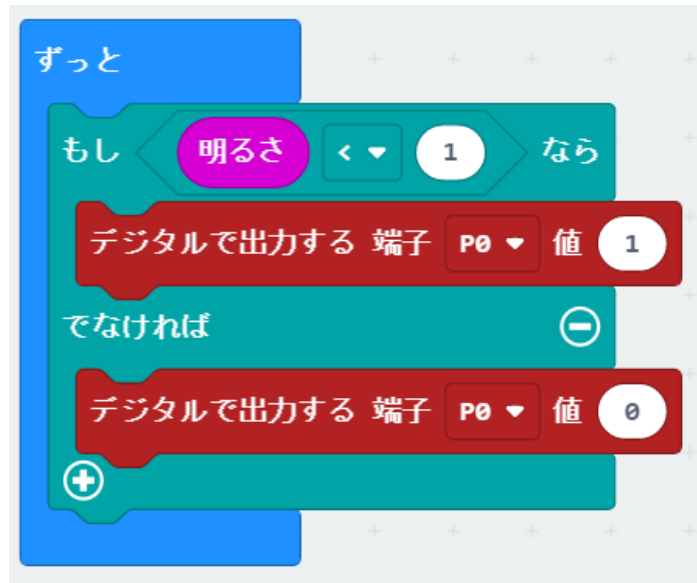 ずっと
もし 明るさ < 1 なら
デジタルで出力する 端子 P0 値 1
でなければ
デジタルで出力する 端子 P0 値 0